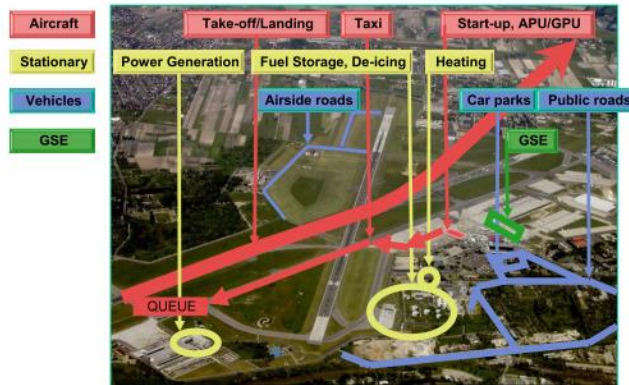 Aircraft
Take-off/Landing
Taxi
Start-up, APU/GPU
Stationary
Power Generation
Fuel Storage, De-icing
Heating
Vehicles
Airside roads
Car parks
Public roads
GSE
GSE
QUEUE